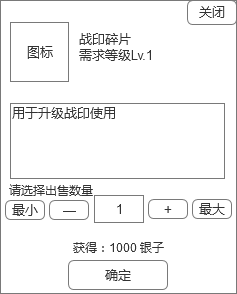 关闭
图标
战印碎片
需求等级Lv.1
用于升级战印使用
请选择出售数量
最小 — 1 + 最大
获得：1000 银子
确定